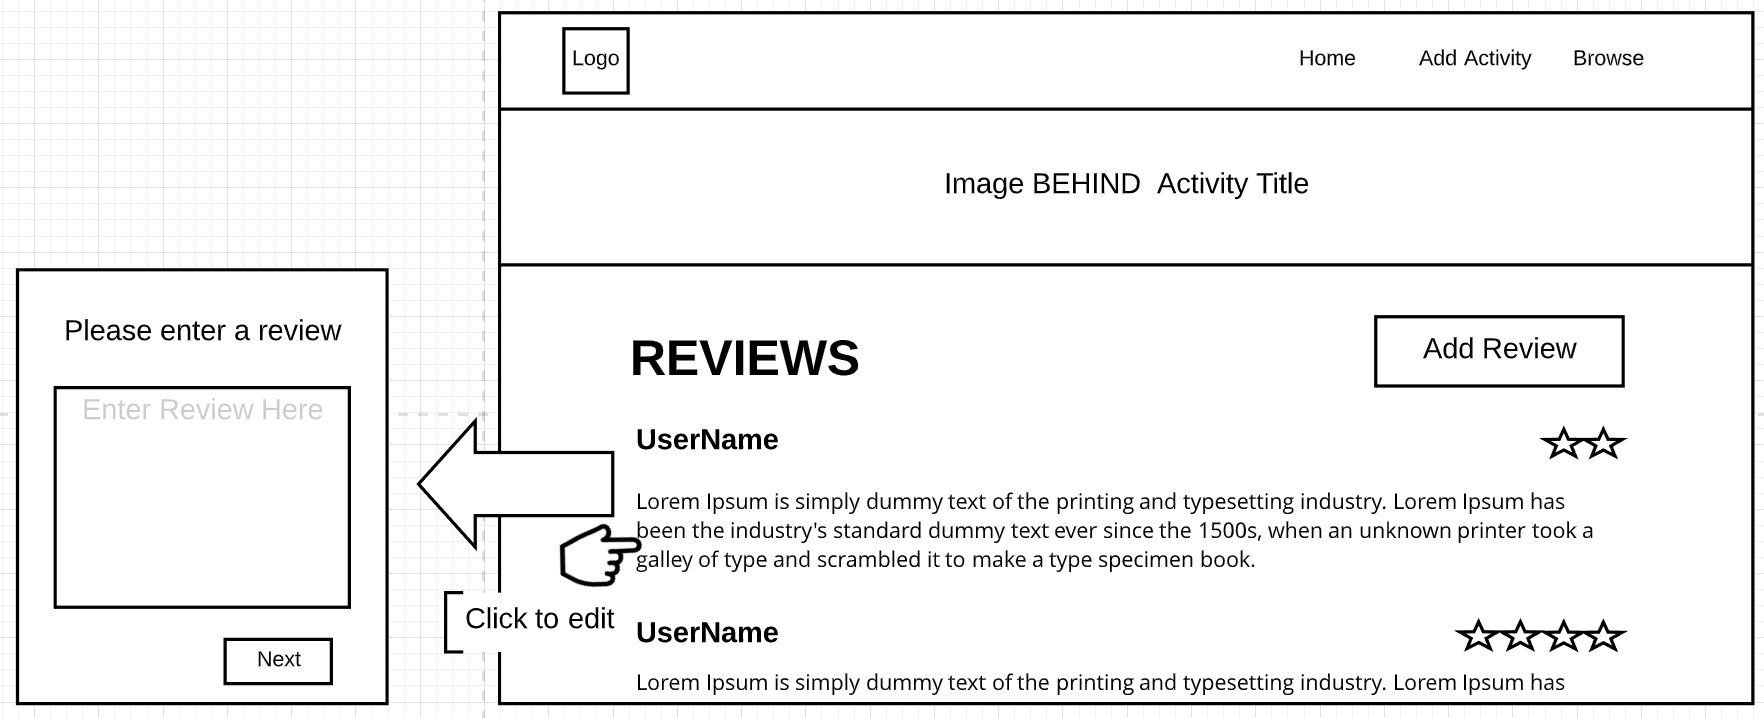 Logo
Home
Add Activity
Browse
Image BEHIND  Activity Title
Please enter a review
Enter Review Here
Next
REVIEWS
Add Review
UserName
Lorem Ipsum is simply dummy text of the printing and typesetting industry. Lorem Ipsum has
been the industry's standard dummy text ever since the 1500s, when an unknown printer took a
galley of type and scrambled it to make a type specimen book.
Click to edit
UserName
Lorem Ipsum is simply dummy text of the printing and typesetting industry. Lorem Ipsum has